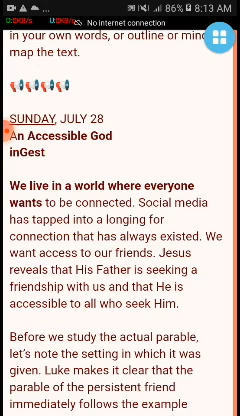 86% 8:13 AM
0:0KB/s U:0KB/s No internet connection
in your own words, or outline or mind
map the text.
SUNDAY, JULY 28
An Accessible God
inGest
We live in a world where everyone
wants to be connected. Social media
has tapped into a longing for
connection that has always existed. We
want access to our friends. Jesus
reveals that His Father is seeking a
friendship with us and that He is
accessible to all who seek Him.
Before we study the actual parable,
let's note the setting in which it was
given. Luke makes it clear that the
parable of the persistent friend
immediately follows the example